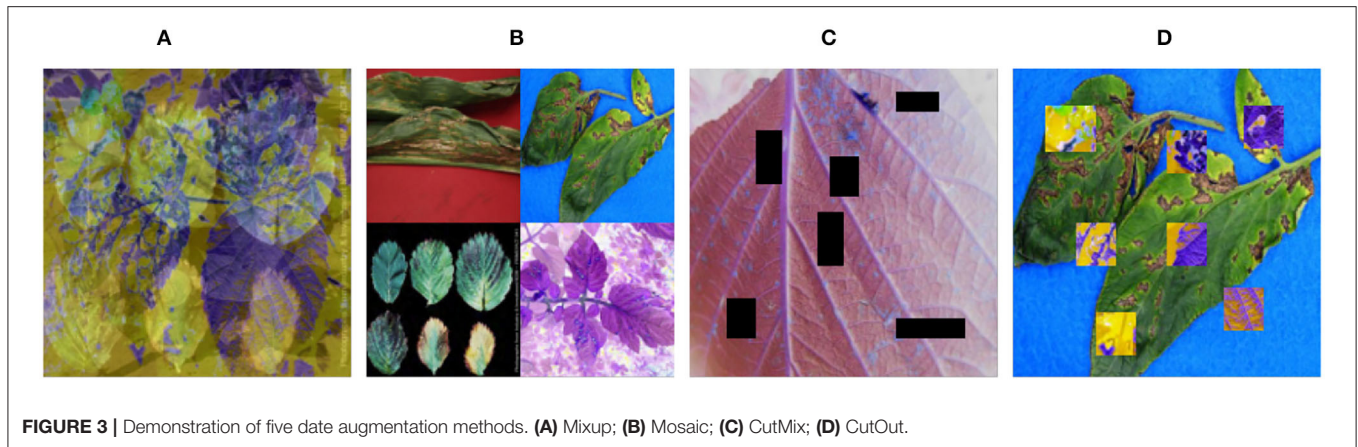 A
B
C
D
FIGURE 3 | Demonstration of five date augmentation methods. (A) Mixup; (B) Mosaic; (C) CutMix; (D) CutOut.